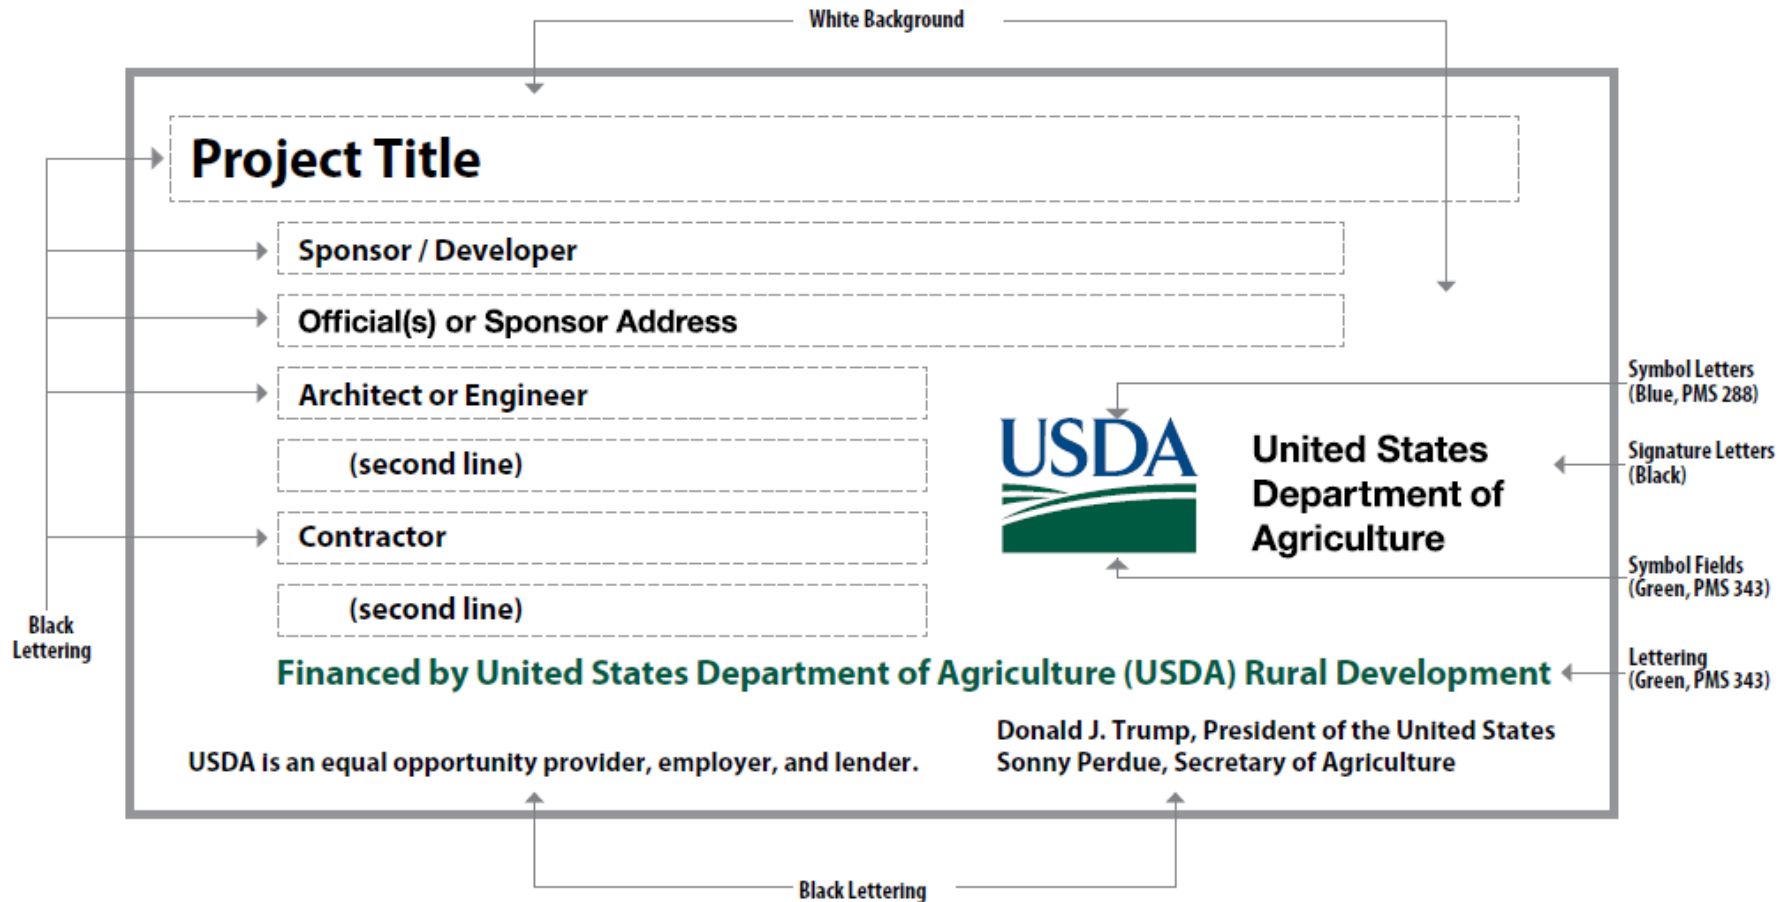 White Background
Project Title
Sponsor / Developer
Official(s) or Sponsor Address
Architect or Engineer
(second line)
Contractor
(second line)
USDA
United States
Department of
Agriculture
Symbol Letters
(Blue, PMS 288)
Signature Letters
(Black)
Symbol Fields
(Green, PMS 343)
Lettering
(Green, PMS 343)
Black
Lettering
Financed by United States Department of Agriculture (USDA) Rural Development
USDA is an equal opportunity provider, employer, and lender.
Donald J. Trump, President of the United States
Sonny Perdue, Secretary of Agriculture
Black Lettering